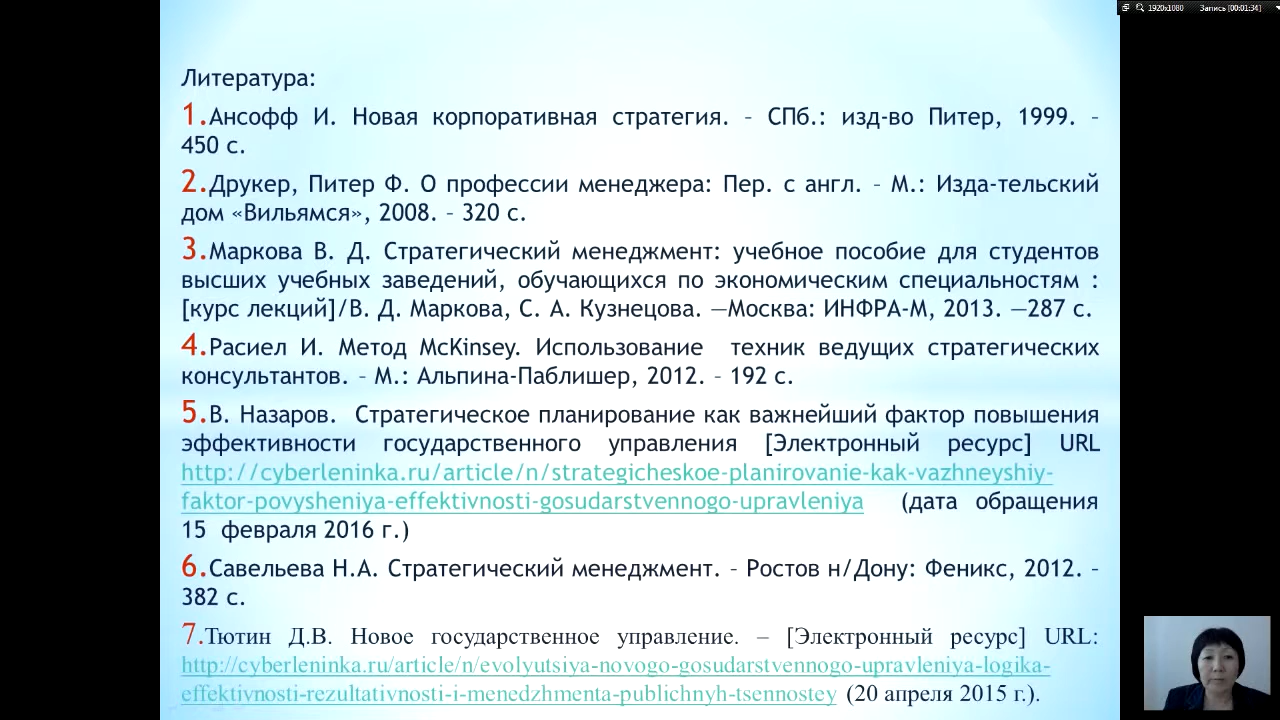 1920x1080 Запись [00:01:34]
Литература:
1.Ансофф И. Новая корпоративная стратегия. – СПб.: изд-во Питер, 1999. –
450 с.
2.Друкер, Питер Ф. О профессии менеджера: Пер. с англ. – М.: Изда-тельский
дом «Вильямся», 2008. – 320 с.
3.Маркова В. Д. Стратегический менеджмент: учебное пособие для студентов
высших учебных заведений, обучающихся по экономическим специальностям :
[курс лекций]/В. Д. Маркова, С. А. Кузнецова. —Москва: ИНФРА-М, 2013. —287 с.
4.Расиел И. Метод McKinsey. Использование техник ведущих стратегических
консультантов. – М.: Альпина-Паблишер, 2012. – 192 с.
5.В. Назаров. Стратегическое планирование как важнейший фактор повышения
эффективности государственного управления [Электронный ресурс] URL
http://cyberleninka.ru/article/n/strategicheskoe-planirovanie-kak-vazhneyshiy-
faktor-povysheniya-effektivnosti-gosudarstvennogo-upravleniya (дата обращения
15 февраля 2016 г.)
6.Савельева Н.А. Стратегический менеджмент. – Ростов н/Дону: Феникс, 2012. –
382 с.
7.Тютин Д.В. Новое государственное управление. – [Электронный ресурс] URL:
http://cyberleninka.ru/article/n/evolyutsiya-novogo-gosudarstvennogo-upravleniya-logika-
effektivnosti-rezultativnosti-i-menedzhmenta-publichnyh-tsennostey (20 апреля 2015 г.).